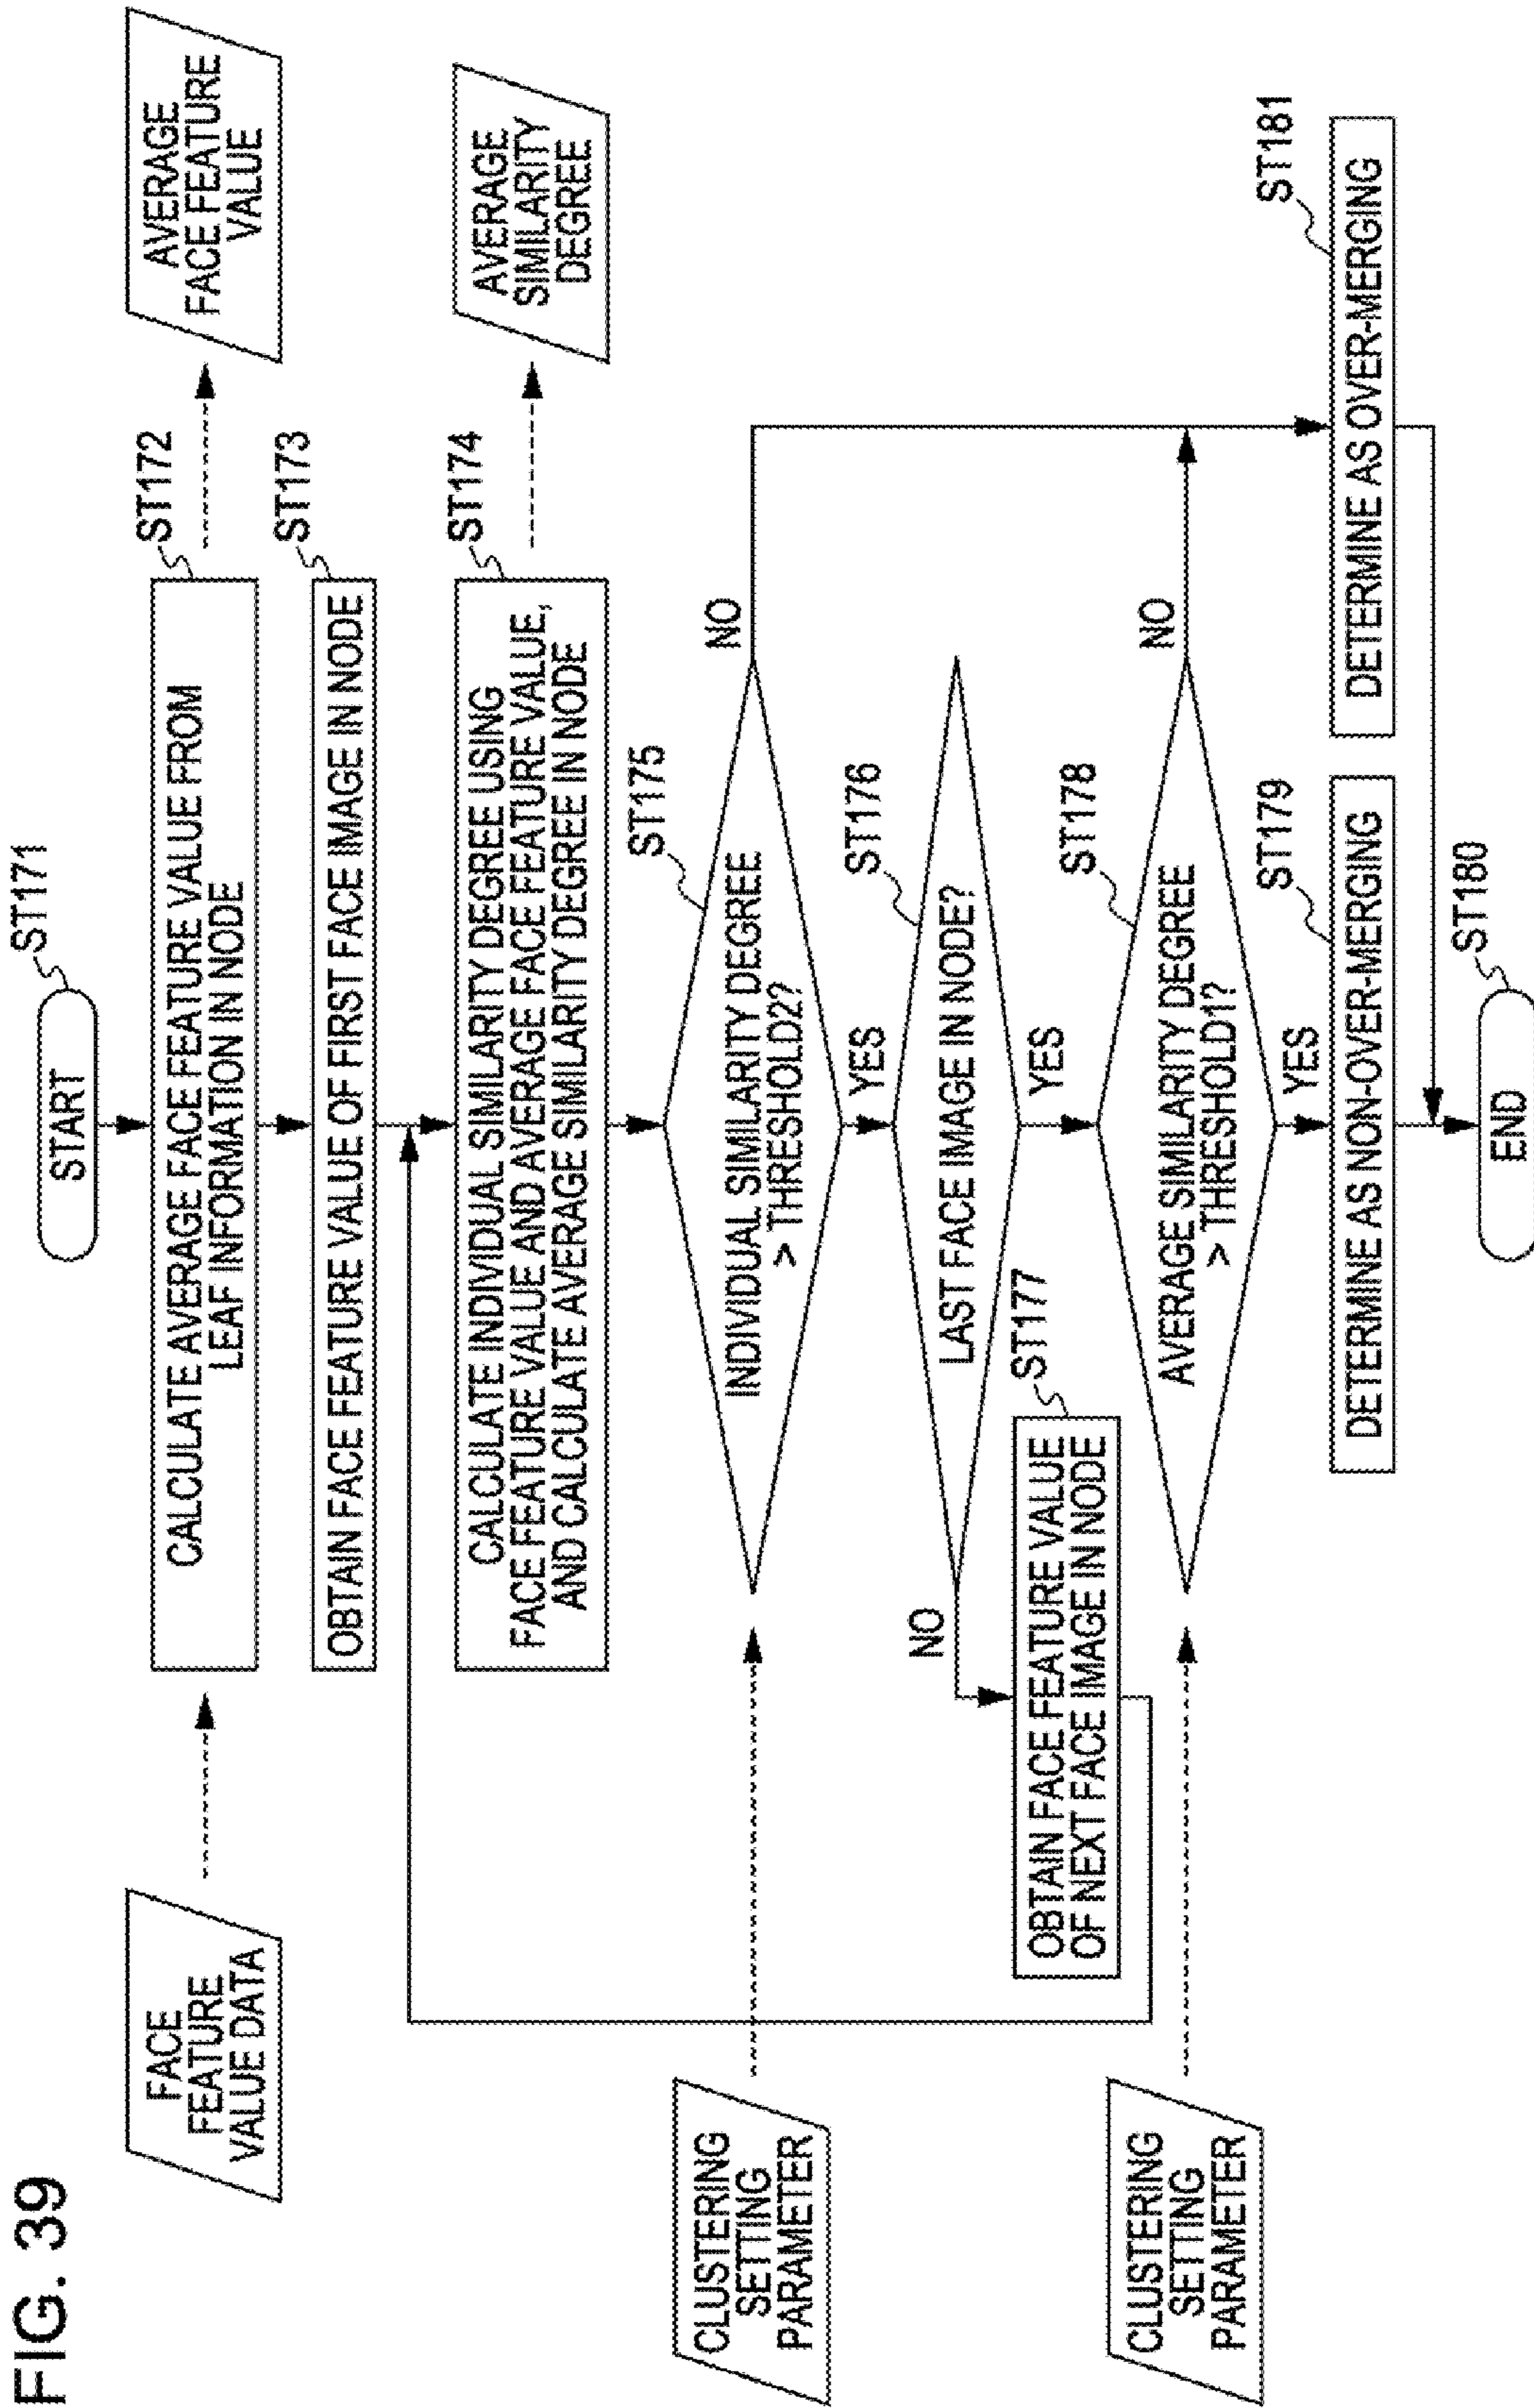 FIG. 39
START
ST171
FACE
FEATURE
VALUE DATA
CALCULATE AVERAGE FACE FEATURE VALUE FROM
LEAF INFORMATION IN NODE
ST172
AVERAGE
FACE FEATURE
VALUE
OBTAIN FACE FEATURE VALUE OF FIRST FACE IMAGE IN NODE
ST173
CALCULATE INDIVIDUAL SIMILARITY DEGREE USING
FACE FEATURE VALUE AND AVERAGE FACE FEATURE VALUE,
AND CALCULATE AVERAGE SIMILARITY DEGREE IN NODE
ST174
AVERAGE
SIMILARITY
DEGREE
CLUSTERING
SETTING
PARAMETER
INDIVIDUAL SIMILARITY DEGREE
> THRESHOLD2?
ST175
NO
YES
LAST FACE IMAGE IN NODE?
ST176
NO
YES
OBTAIN FACE FEATURE VALUE
OF NEXT FACE IMAGE IN NODE
ST177
CLUSTERING
SETTING
PARAMETER
AVERAGE SIMILARITY DEGREE
> THRESHOLD1?
ST178
NO
YES
DETERMINE AS NON-OVER-MERGING
ST179
DETERMINE AS OVER-MERGING
ST181
END
ST180